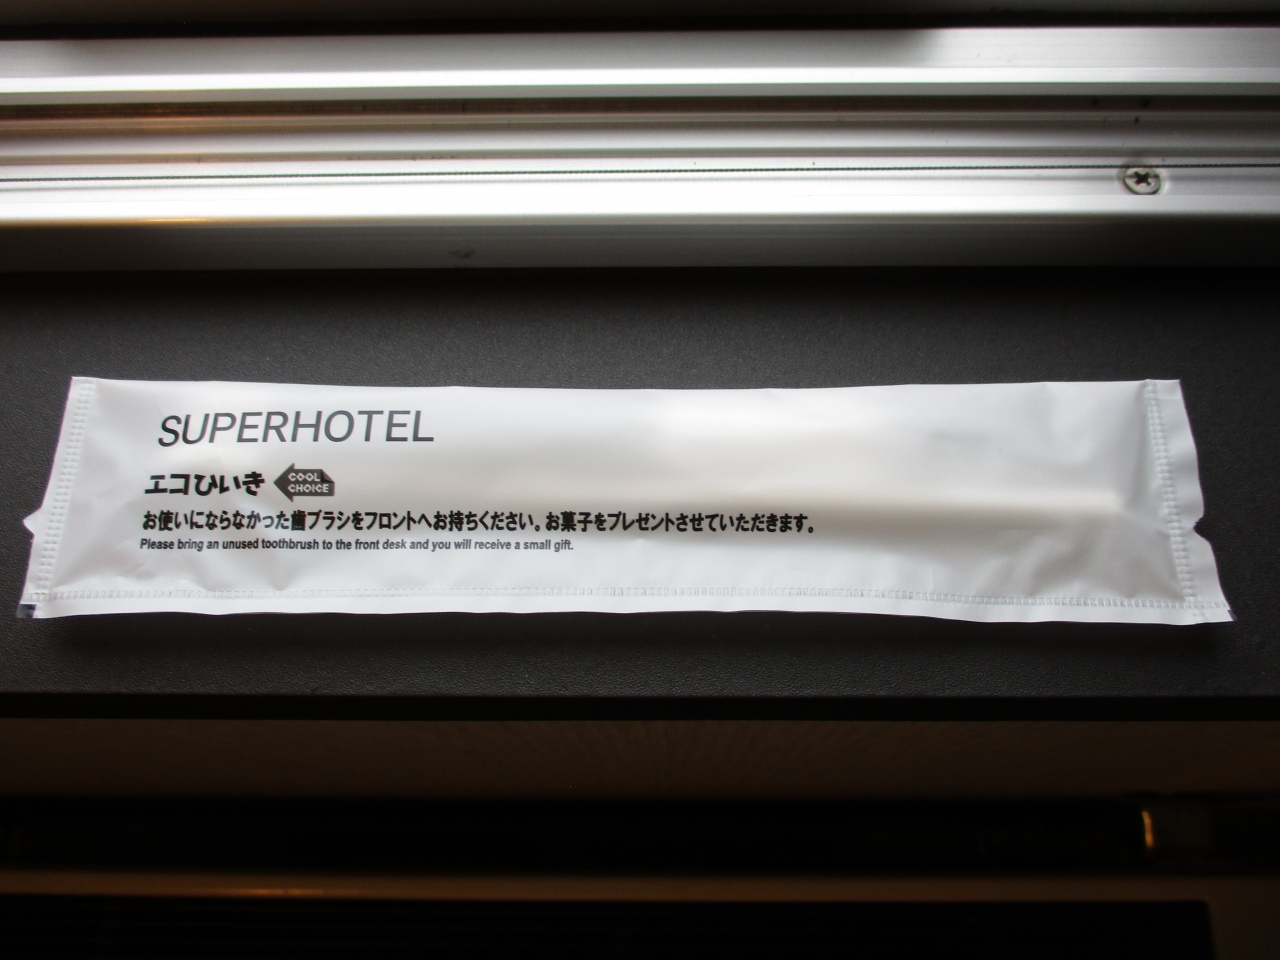 SUPERHOTEL
エコひいき COOL CHOICE
お使いにならなかった歯ブラシをフロントへお持ちください。お菓子をプレゼントさせていただきます。
Please bring an unused toothbrush to the front desk and you will receive a small gift.